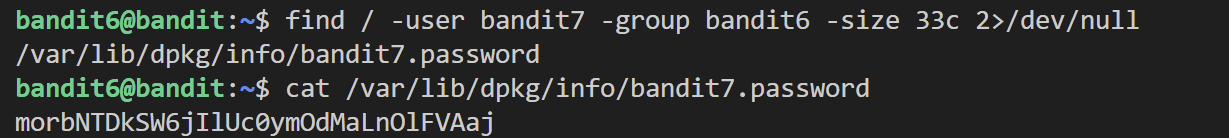 bandit6@bandit:~$ find / -user bandit7 -group bandit6 -size 33c 2>/dev/null
/var/lib/dpkg/info/bandit7.password
bandit6@bandit:~$ cat /var/lib/dpkg/info/bandit7.password
morbNTDkSW6jIlUc0ymOdMaLnOlFVAaj